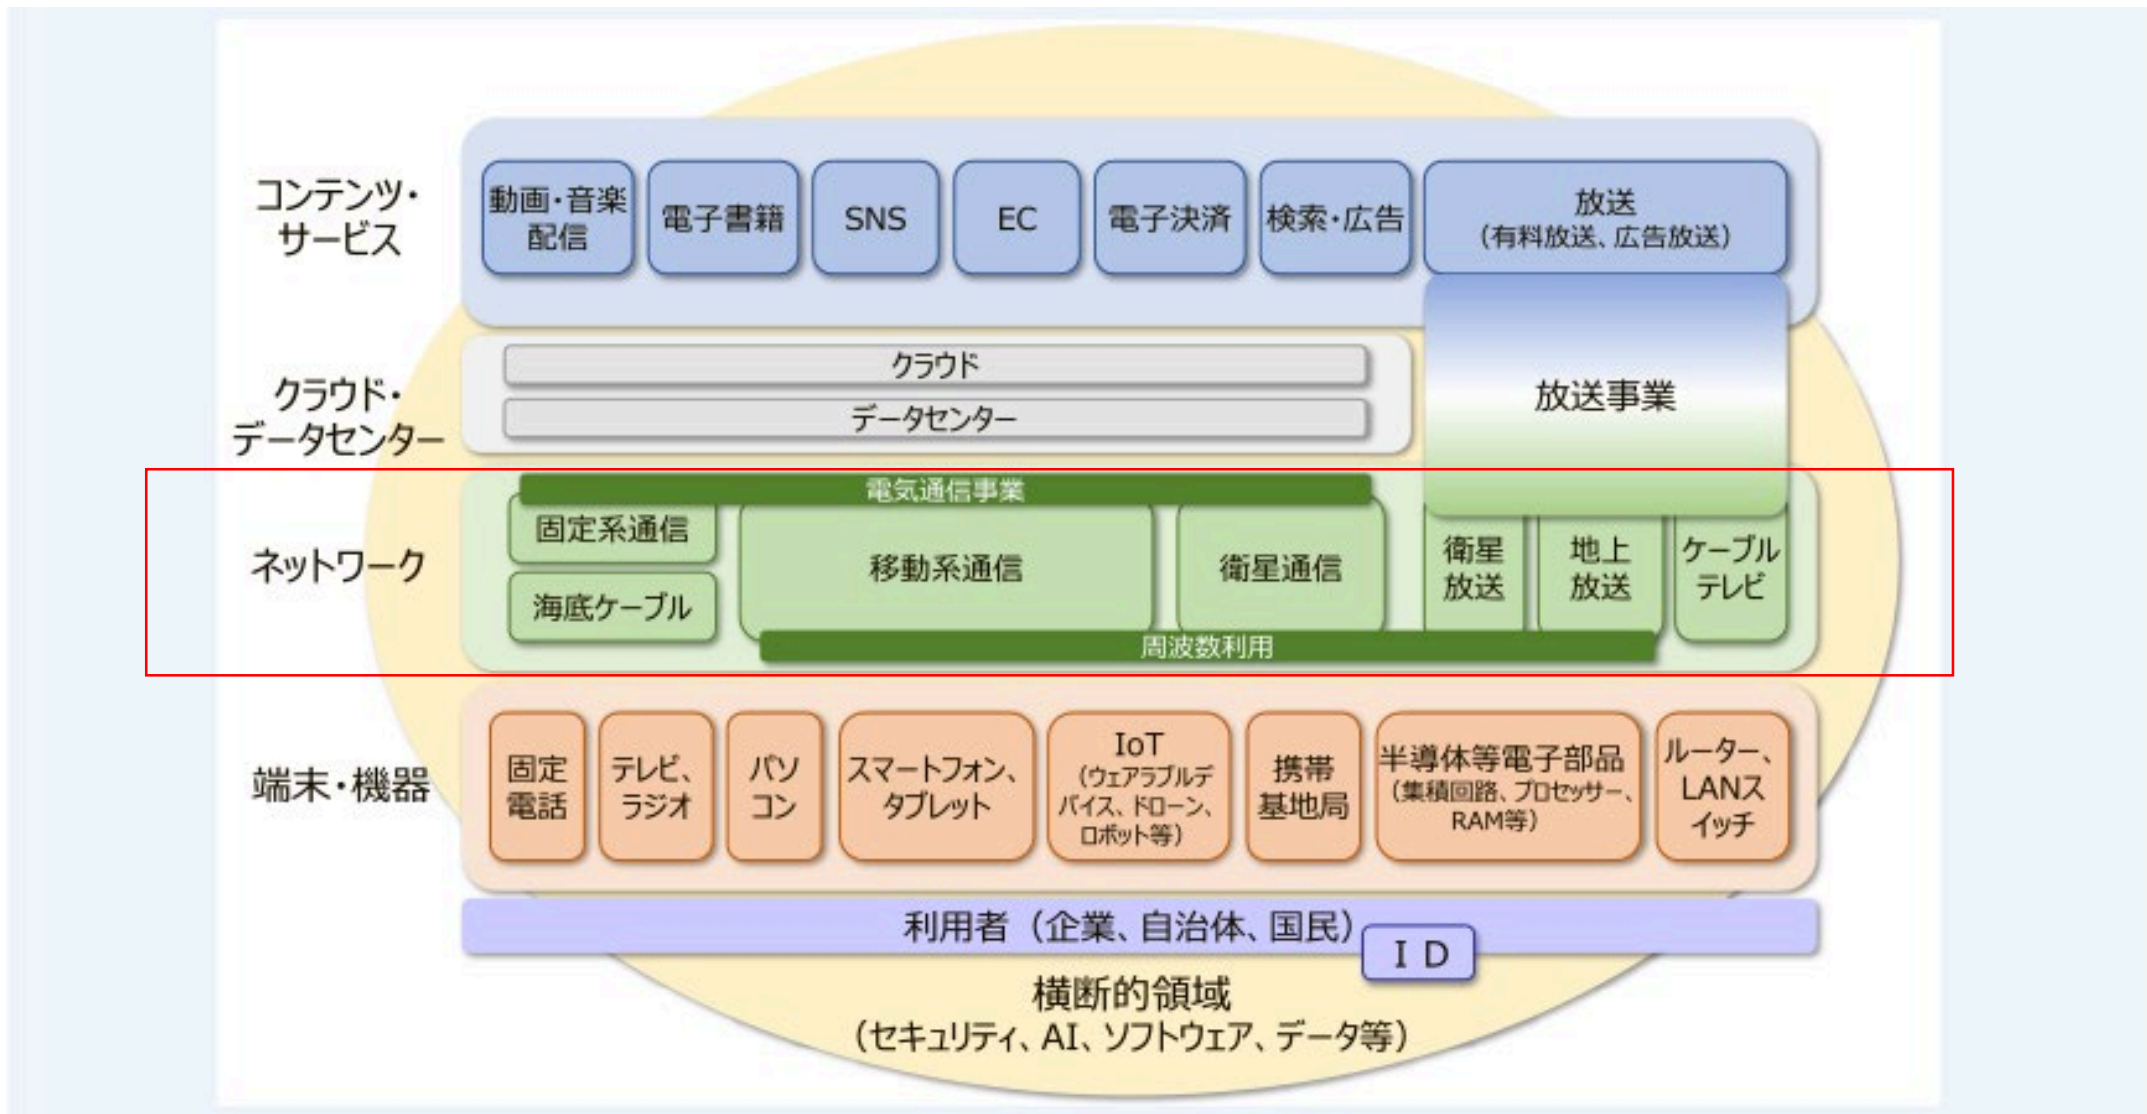 コンテンツ・
サービス
動画・音楽
配信
電子書籍
SNS
EC
電子決済
検索・広告
放送
（有料放送、広告放送）
クラウド・
データセンター
クラウド
データセンター
放送事業
ネットワーク
電気通信事業
固定系通信
海底ケーブル
移動系通信
衛星通信
衛星
放送
地上
放送
ケーブル
テレビ
周波数利用
端末・機器
固定
電話
テレビ、
ラジオ
パソ
コン
スマートフォン、
タブレット
IoT
（ウェアラブルデ
バイス、ドローン、
ロボット等）
携帯
基地局
半導体等電子部品
（集積回路、プロセッサー、
RAM等）
ルーター、
LANス
イッチ
利用者（企業、自治体、国民）
ＩＤ
横断的領域
（セキュリティ、AI、ソフトウェア、データ等）